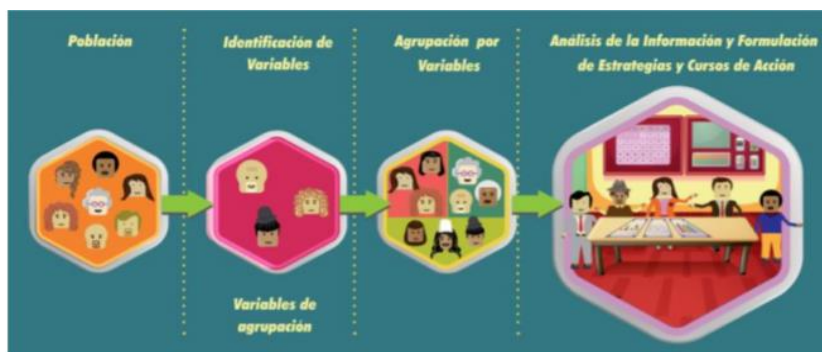 Población
Identificación de
Variables
Agrupación por
Variables
Análisis de la Información y Formulación
de Estrategias y Cursos de Acción
Variables de
agrupación